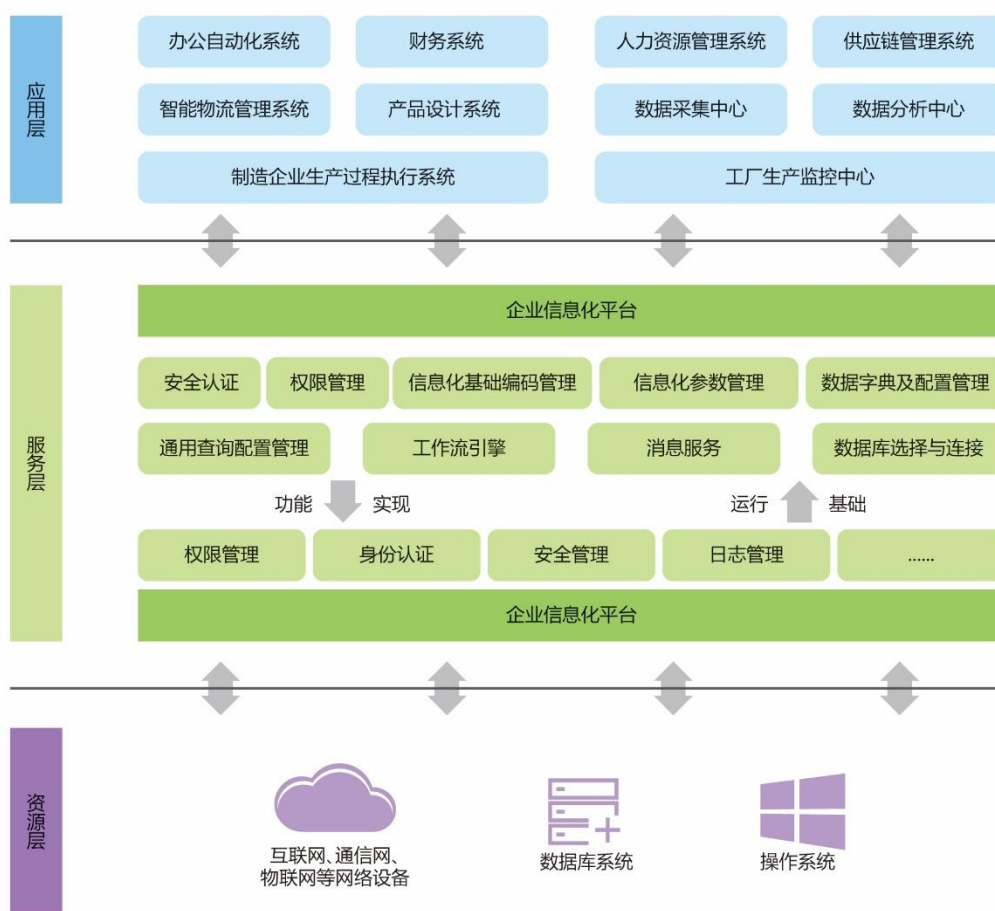 应用层
办公自动化系统
财务系统
人力资源管理系统
供应链管理系统
智能物流管理系统
产品设计系统
数据采集中心
数据分析中心
制造企业生产过程执行系统
工厂生产监控中心
服务层
企业信息化平台
安全认证
权限管理
信息化基础编码管理
信息化参数管理
数据字典及配置管理
通用查询配置管理
工作流引擎
消息服务
数据库选择与连接
功能
实现
运行
基础
权限管理
身份认证
安全管理
日志管理
......
企业信息化平台
资源层
互联网、通信网、
物联网等网络设备
数据库系统
操作系统